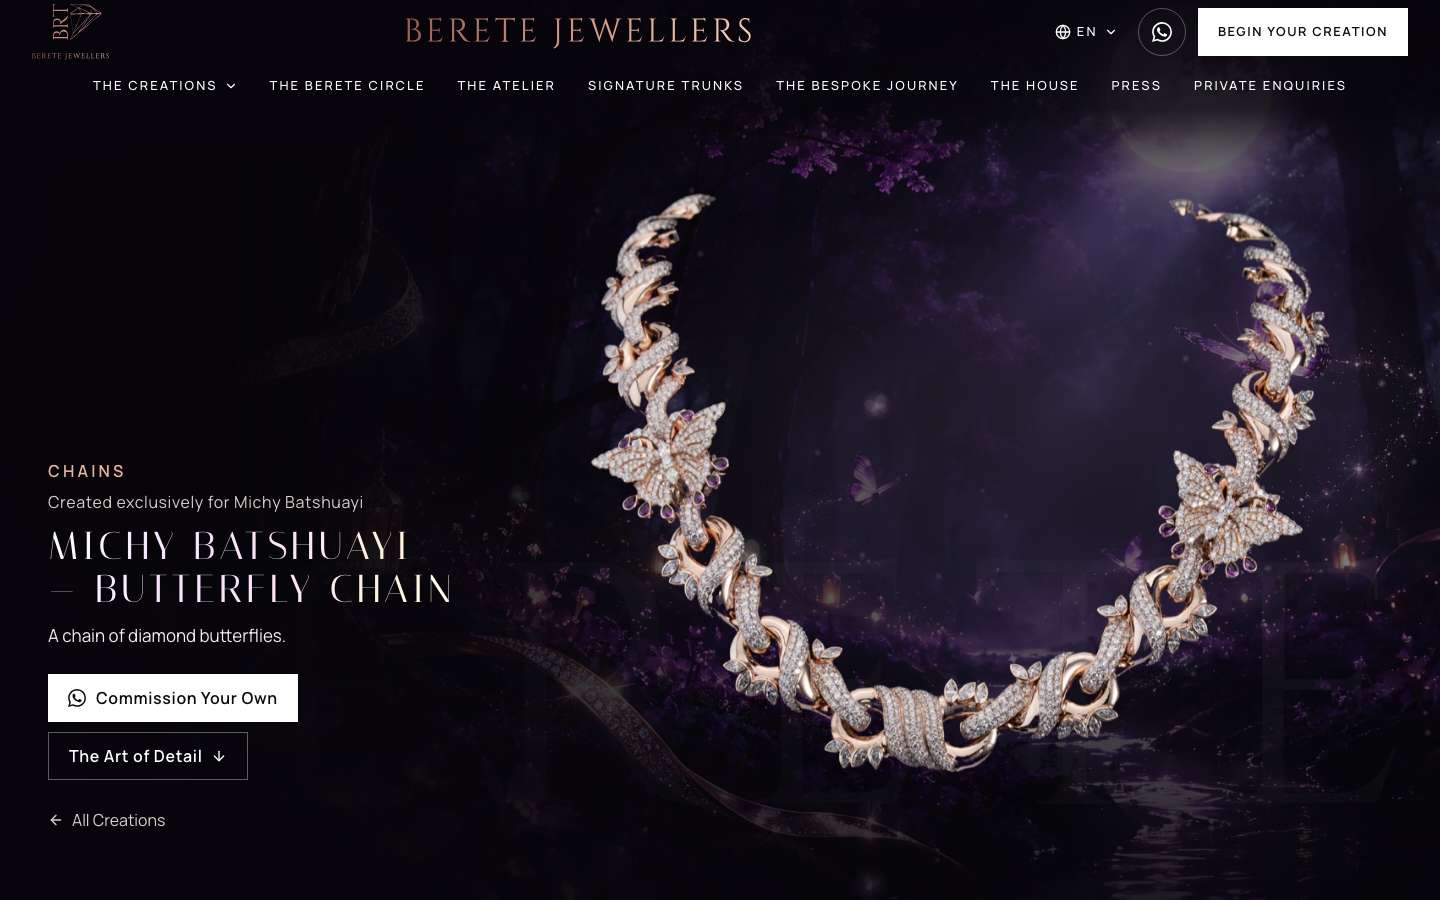 BRT
BERETE JEWELLERS
BERETE JEWELLERS
EN
BEGIN YOUR CREATION
THE CREATIONS
THE BERETE CIRCLE
THE ATELIER
SIGNATURE TRUNKS
THE BESPOKE JOURNEY
THE HOUSE
PRESS
PRIVATE ENQUIRIES
CHAINS
Created exclusively for Michy Batshuayi
MICHY BATSHUAYI
— BUTTERFLY CHAIN
A chain of diamond butterflies.
Commission Your Own
The Art of Detail
All Creations